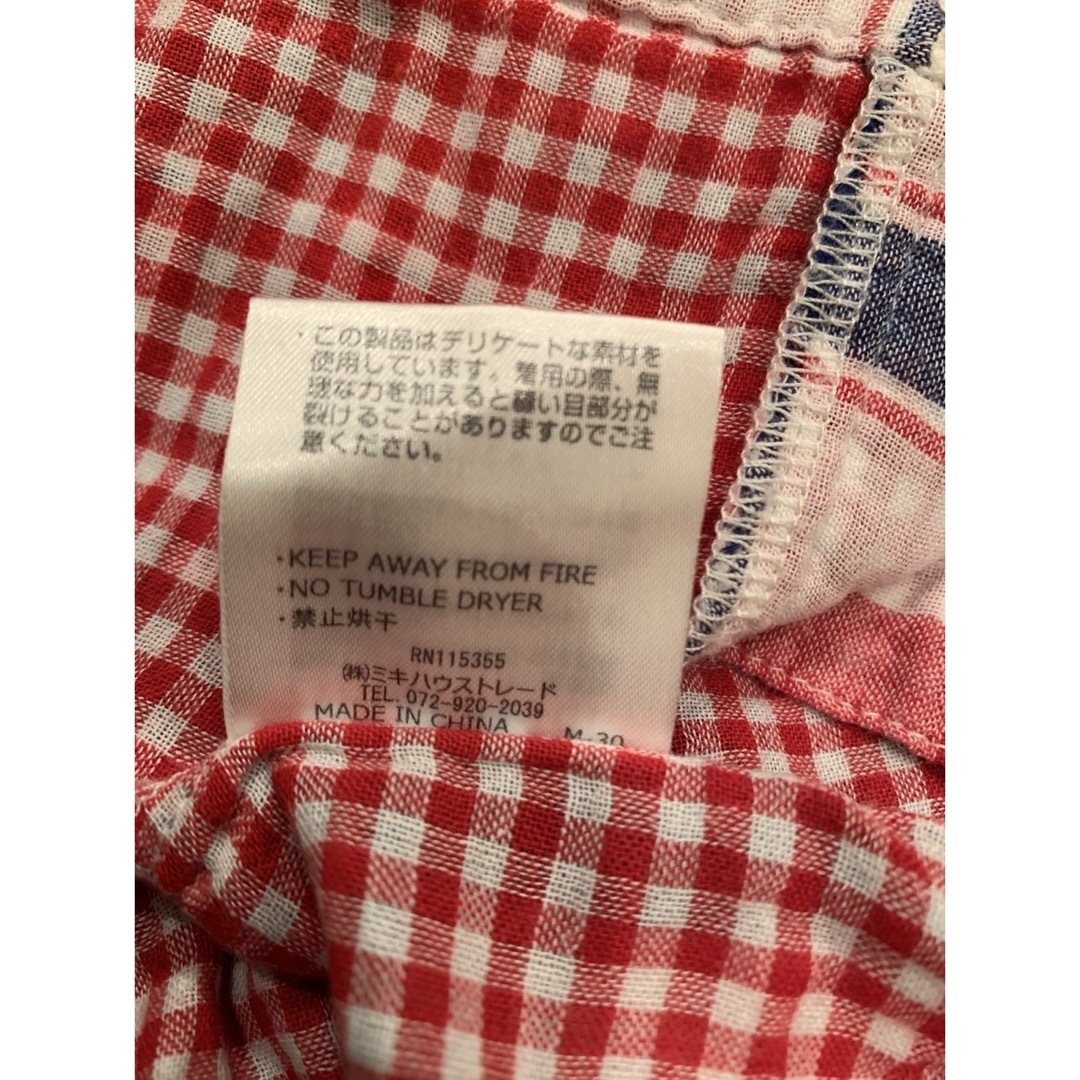 ・この製品はデリケートな素材を
使用しています。着用の際、無
理な力を加えると縫い目部分が
裂けることがありますのでご注
意ください。
・KEEP AWAY FROM FIRE
・NO TUMBLE DRYER
・禁止烘干
RN115355
㈱ミキハウストレード
TEL.072-920-2039
MADE IN CHINA M-30